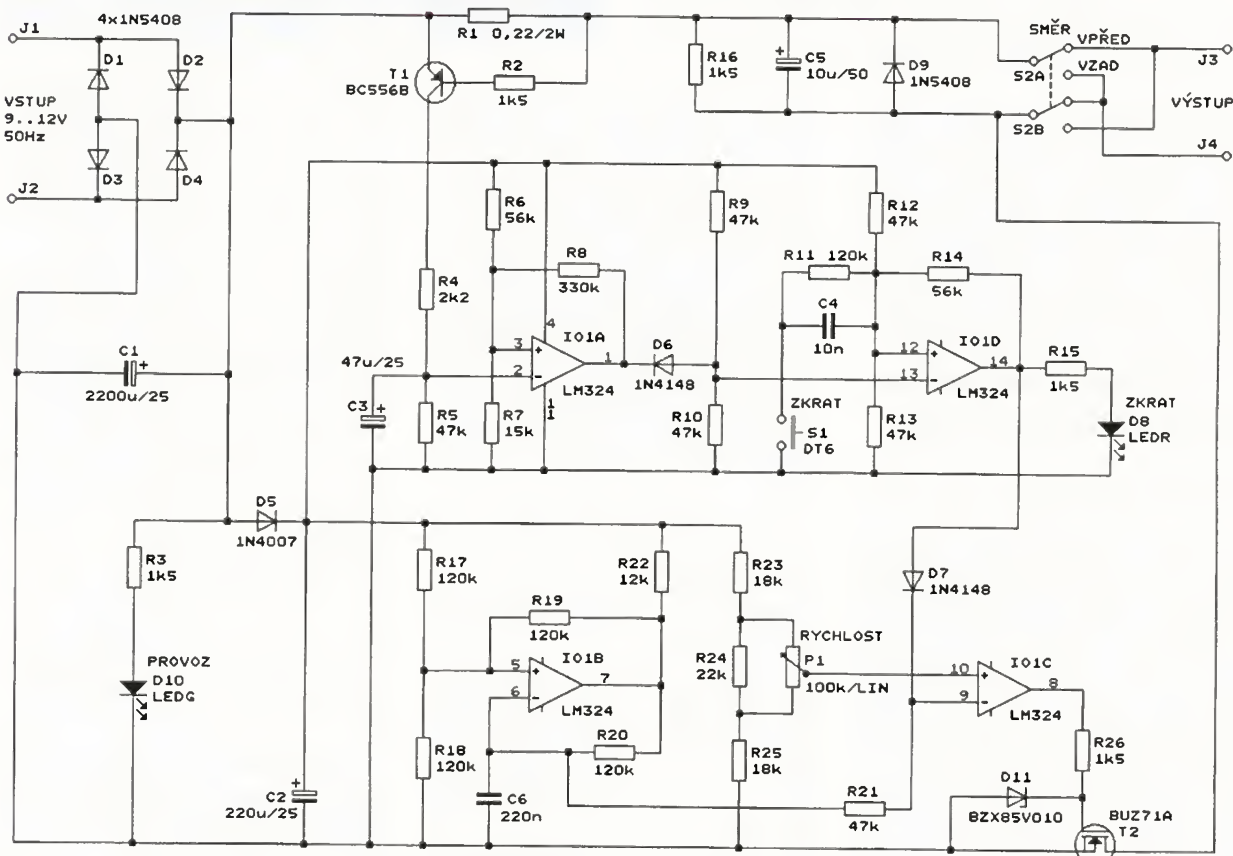 J1
4x1N5408
D1
D2
VSTUP
9..12V
50Hz
D3
D4
J2
R1 0,22/2W
T1
BC556B
R2
1k5
R16
1k5
+
C5
10u/50
D9
1N5408
SMĚR
VPŘED
S2A
VZAD
S2B
J3
VÝSTUP
J4
R6
56k
R9
47k
R12
47k
R8
330k
R11 120k
R14
56k
R4
2k2
C4
10n
4
IO1A
3
+
2
-
1
LM324
11
D6
1N4148
IO1D
12
+
13
-
14
LM324
R15
1k5
C1
+
2200u/25
47u/25
C3
+
R5
47k
R7
15k
R10
47k
ZKRAT
S1
DT6
R13
47k
ZKRAT
D8
LEDR
D5
1N4007
R3
1k5
R17
120k
R22
12k
R23
18k
D7
1N4148
R19
120k
RYCHLOST
P1
100k/LIN
PROVOZ
D10
LEDG
IO1B
5
+
6
-
7
LM324
R24
22k
IO1C
10
+
9
-
8
LM324
R18
120k
R20
120k
R25
18k
R26
1k5
C2
+
220u/25
C6
220n
R21
47k
D11
BZX85V010
BUZ71A
T2